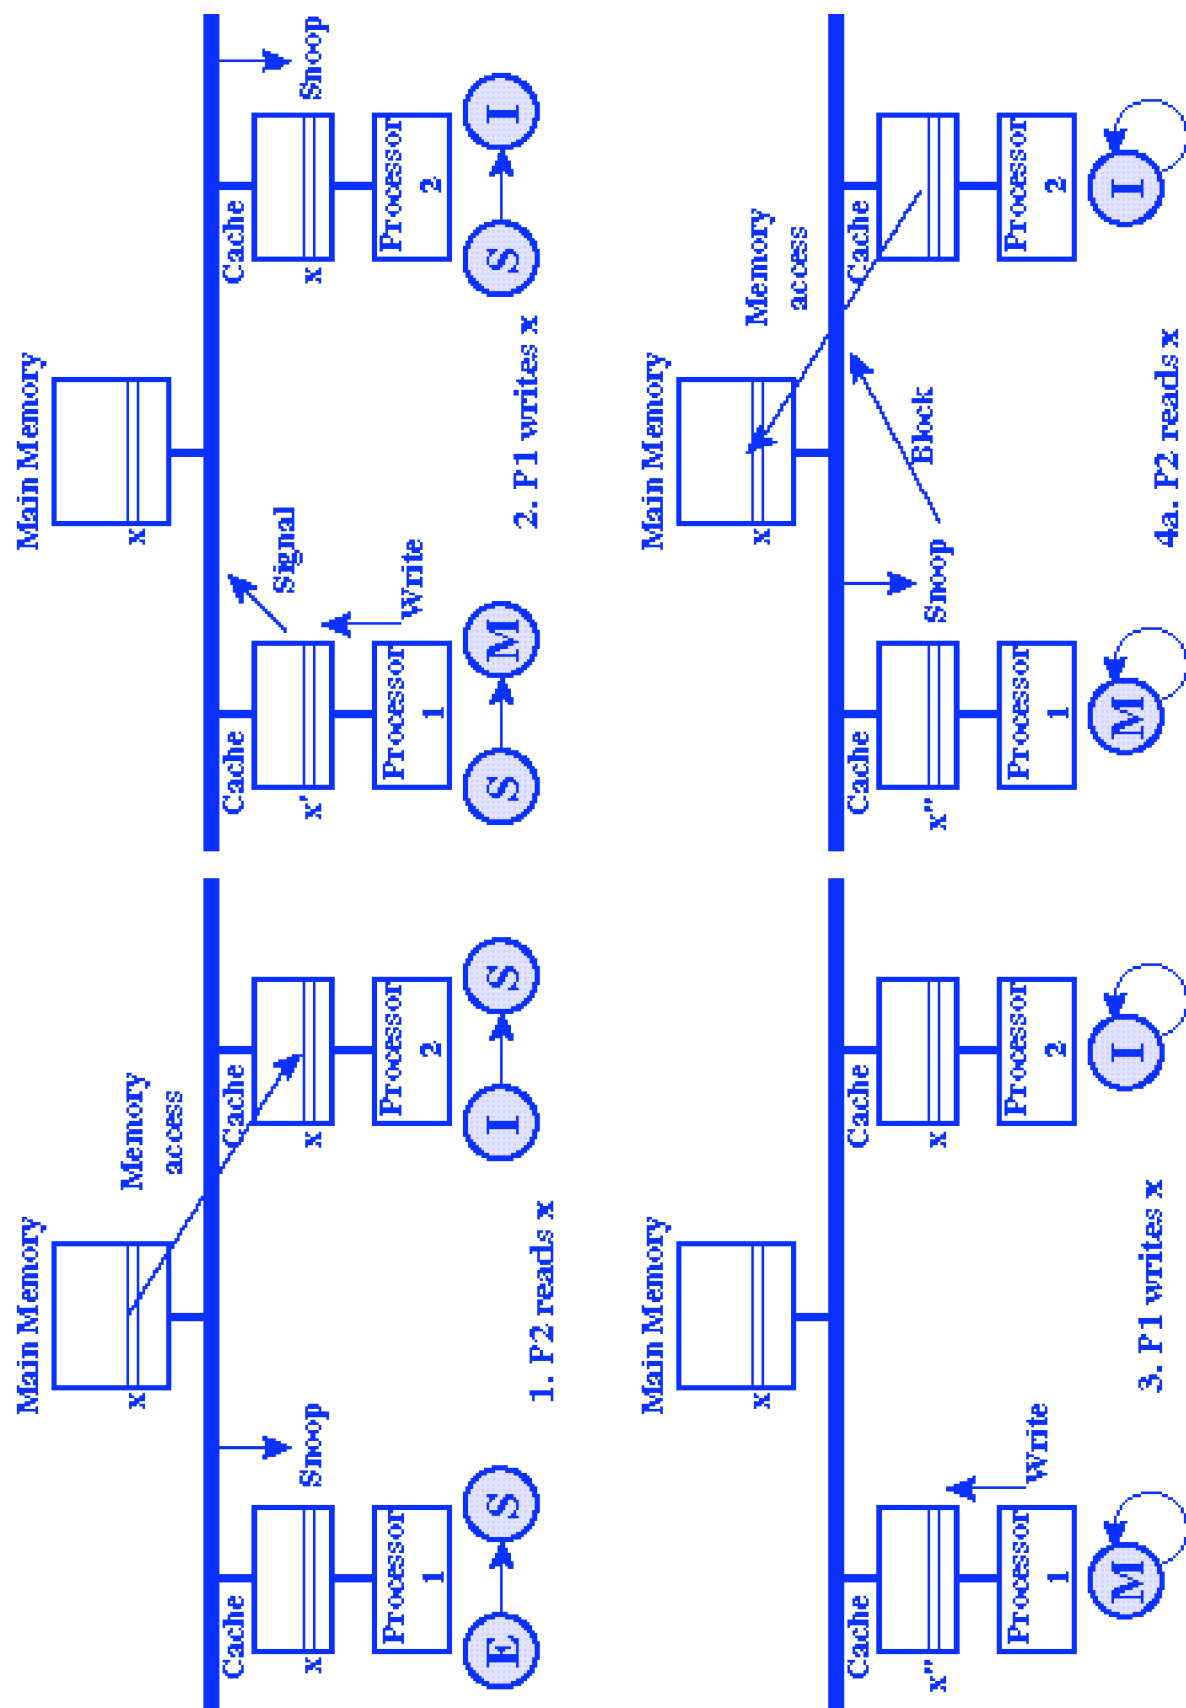 Main Memory
x
Memory
access
Cache
x
Snoop
Cache
x
Processor
1
Processor
2
E
S
I
S
1. P2 reads x
Main Memory
x
Signal
Cache
x'
Write
Cache
x
Snoop
Processor
1
Processor
2
S
M
S
I
2. P1 writes x
Main Memory
x
Cache
x"
Write
Cache
x
Processor
1
Processor
2
M
I
3. P1 writes x
Main Memory
x
Memory
access
Cache
x"
Snoop
Block
Cache
Processor
1
Processor
2
M
I
4a. P2 reads x